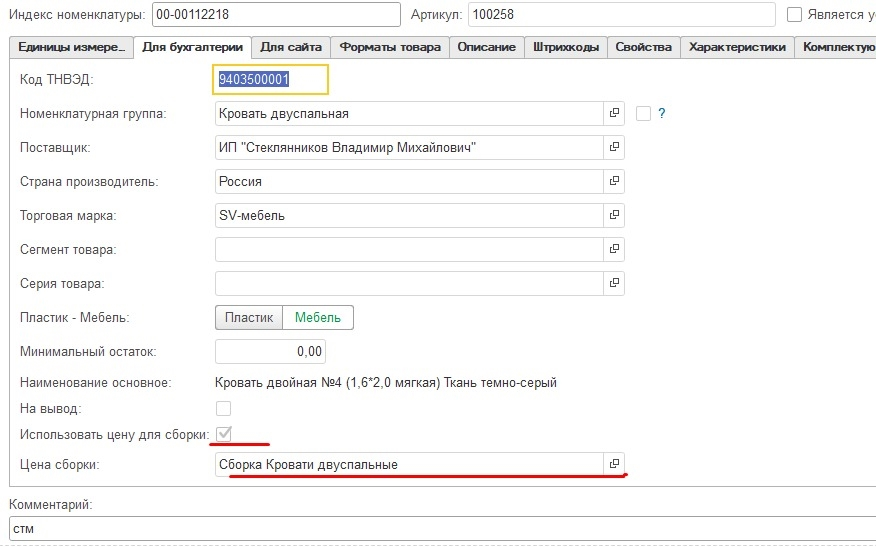 Индекс номенклатуры: 00-00112218 Артикул: 100258 Является ус
Единицы измере... Для бухгалтерии Для сайта Форматы товара Описание Штрихкоды Свойства Характеристики Комплектую
Код ТНВЭД: 9403500001
Номенклатурная группа: Кровать двуспальная ?
Поставщик: ИП "Стеклянников Владимир Михайлович"
Страна производитель: Россия
Торговая марка: SV-мебель
Сегмент товара:
Серия товара:
Пластик - Мебель: Пластик Мебель
Минимальный остаток: 0,00
Наименование основное: Кровать двойная №4 (1,6*2,0 мягкая) Ткань темно-серый
На вывод:
Использовать цену для сборки:
Цена сборки: Сборка Кровати двуспальные
Комментарий:
стм